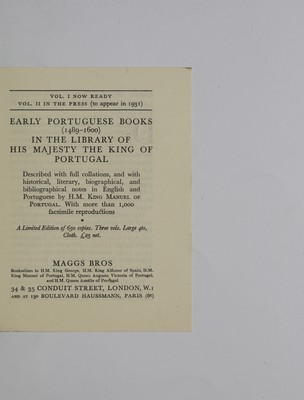 VOL. I NOW READY
VOL. II IN THE PRESS (to appear in 1931)
EARLY PORTUGUESE BOOKS
(1489-1600)
IN THE LIBRARY OF
HIS MAJESTY THE KING OF
PORTUGAL
Described with full collations, and with
historical, literary, biographical, and
bibliographical notes in English and
Portuguese by H.M. KING MANUEL OF
PORTUGAL. With more than 1,000
facsimile reproductions
*
A Limited Edition of 650 copies. Three vols. Large 4to,
Cloth. £25 net.
MAGGS BROS
Booksellers to H.M. King George, H.M. King Alfonso of Spain, H.M.
King Manuel of Portugal, H.M. Queen Augusta Victoria of Portugal,
and H.M. Queen Amélie of Portugal
34 & 35 CONDUIT STREET, LONDON, W.1
AND AT 130 BOULEVARD HAUSSMANN, PARIS (8e)